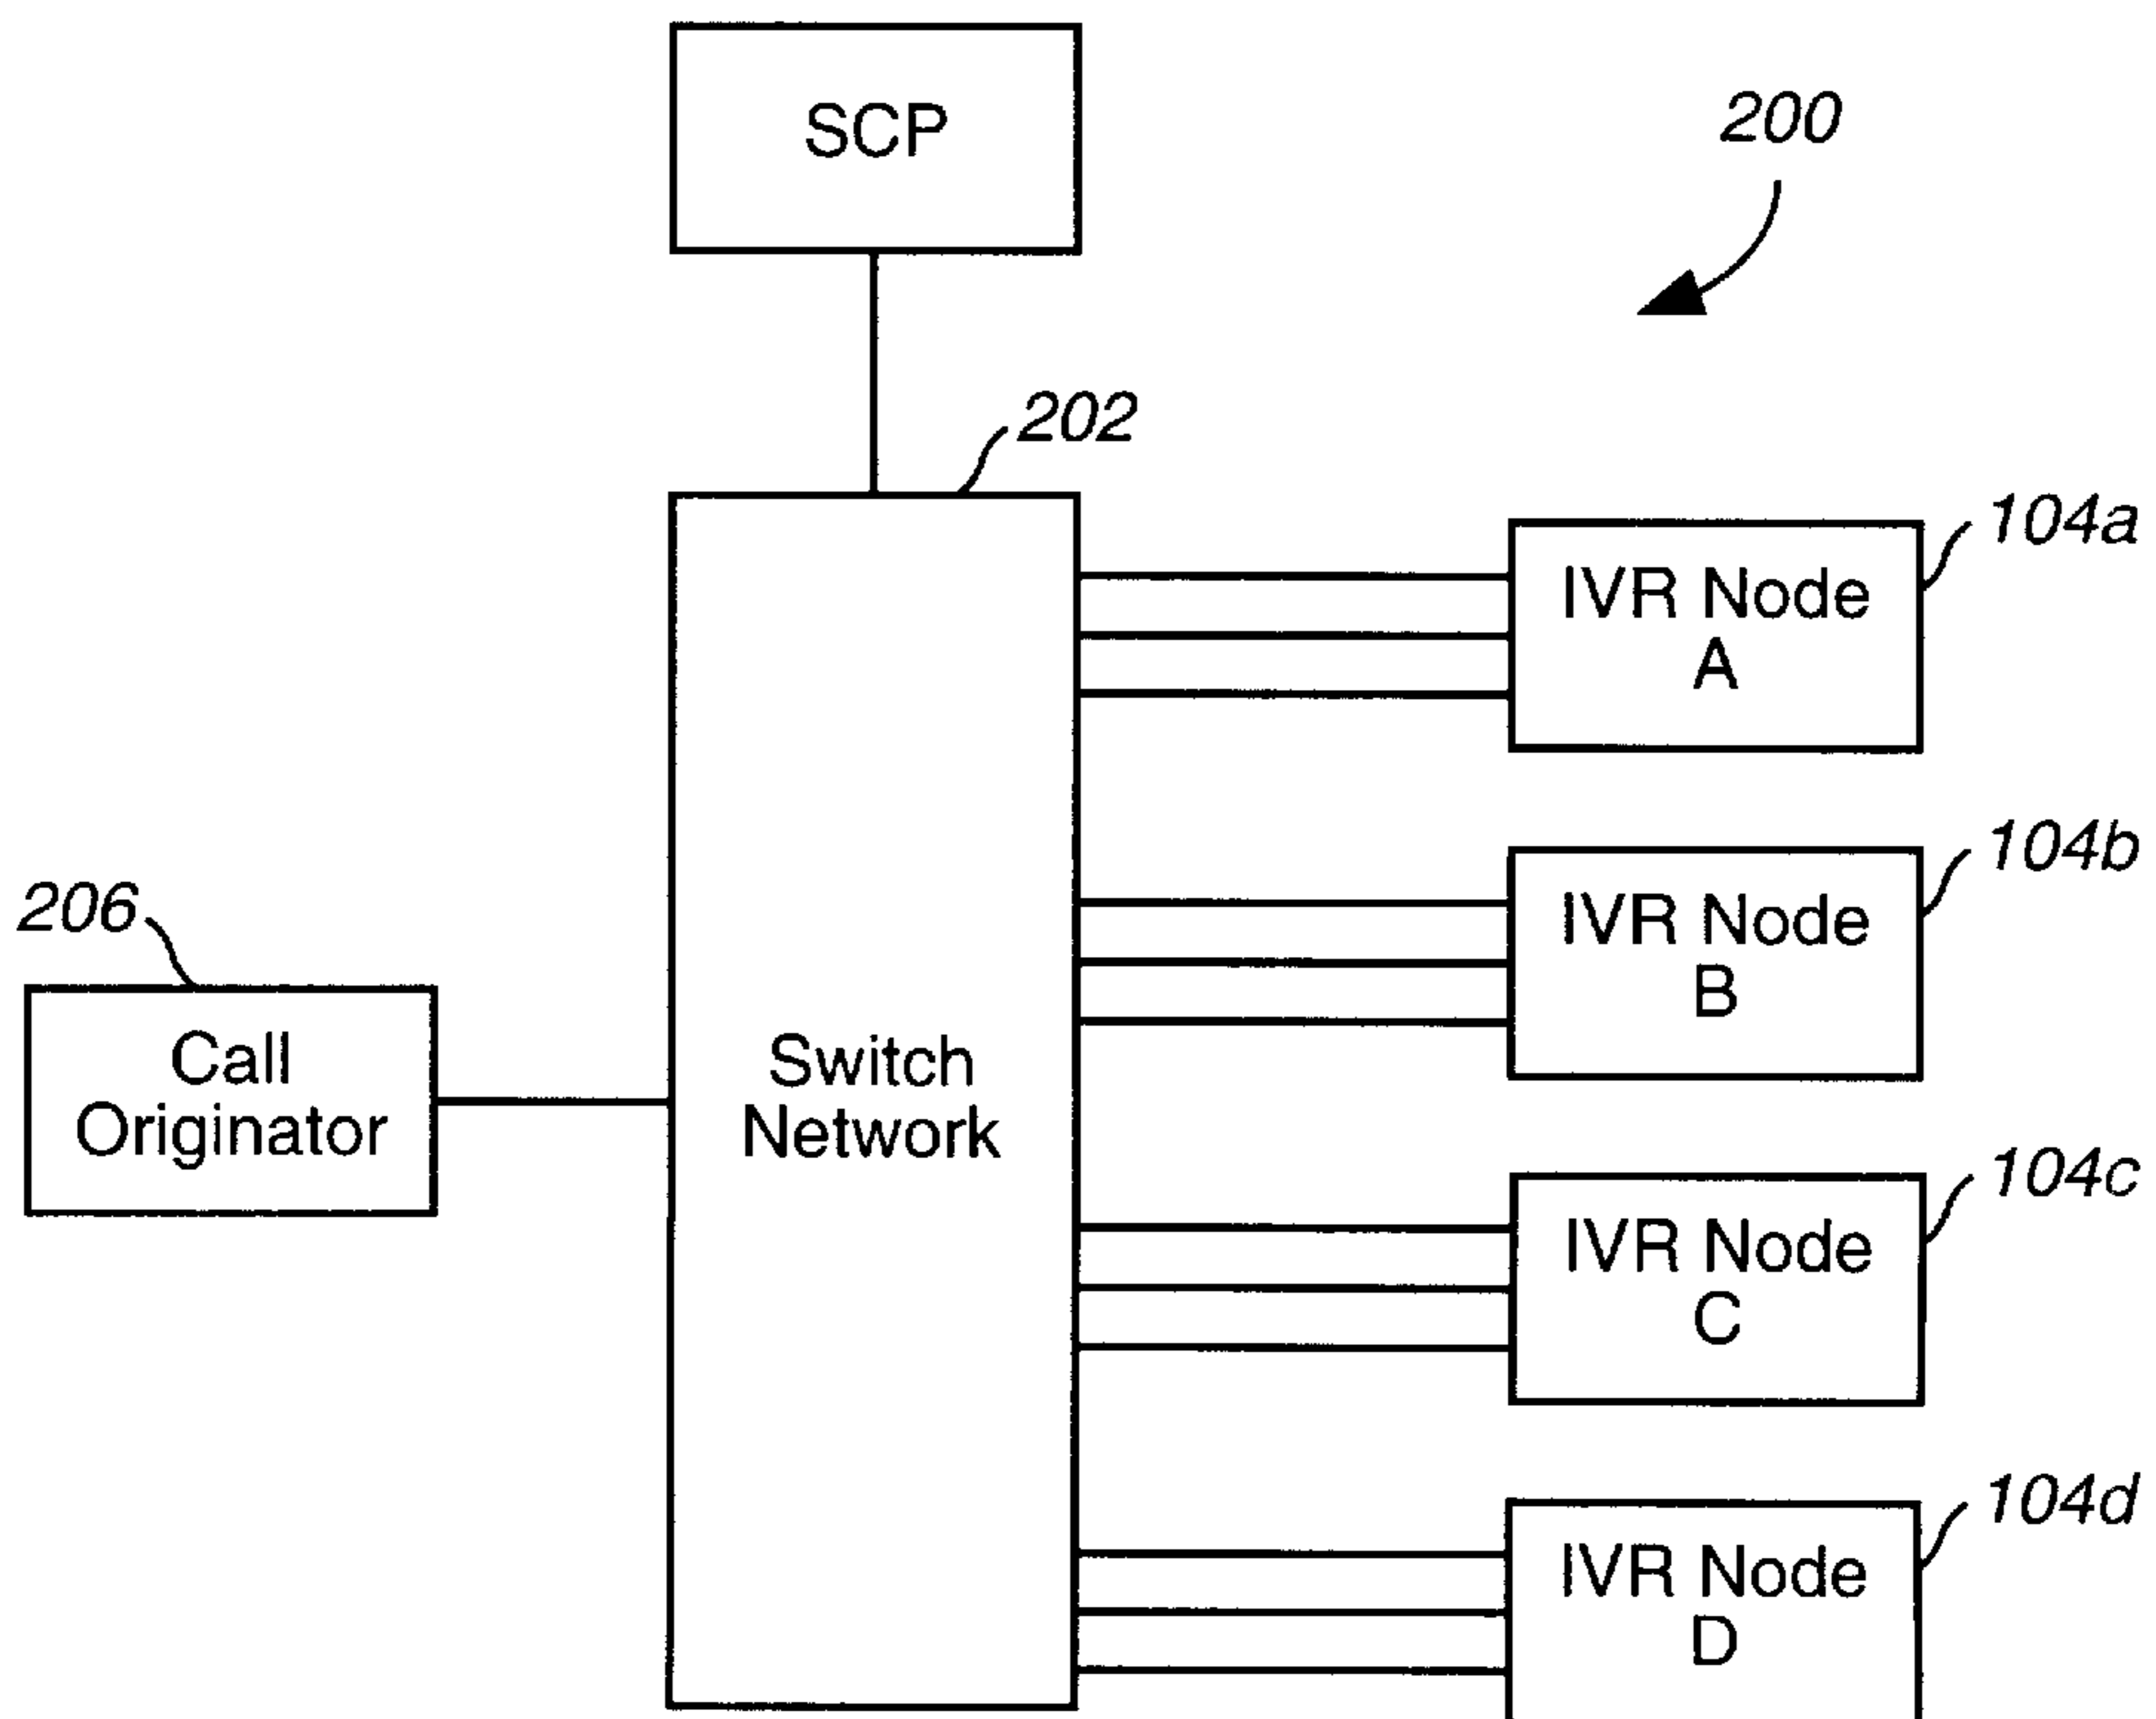 SCP
200
202
IVR Node
A
104a
IVR Node
B
104b
206
Call
Originator
Switch
Network
IVR Node
C
104c
IVR Node
D
104d